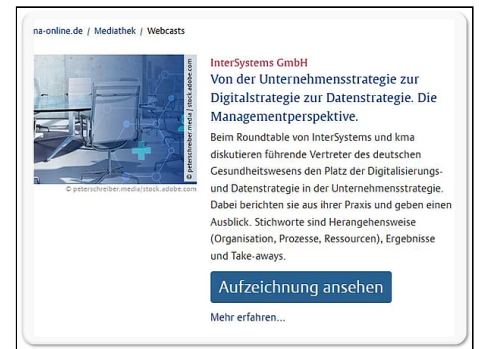 na-online.de / Mediathek / Webcasts
© peterschreiber.media / stock.adobe.com
© peterschreiber.media/stock.adobe.com
InterSystems GmbH
Von der Unternehmensstrategie zur
Digitalstrategie zur Datenstrategie. Die
Managementperspektive.
Beim Roundtable von InterSystems und kma
diskutieren führende Vertreter des deutschen
Gesundheitswesens den Platz der Digitalisierungs-
und Datenstrategie in der Unternehmensstrategie.
Dabei berichten sie aus ihrer Praxis und geben einen
Ausblick. Stichworte sind Herangehensweise
(Organisation, Prozesse, Ressourcen), Ergebnisse
und Take-aways.
Aufzeichnung ansehen
Mehr erfahren...